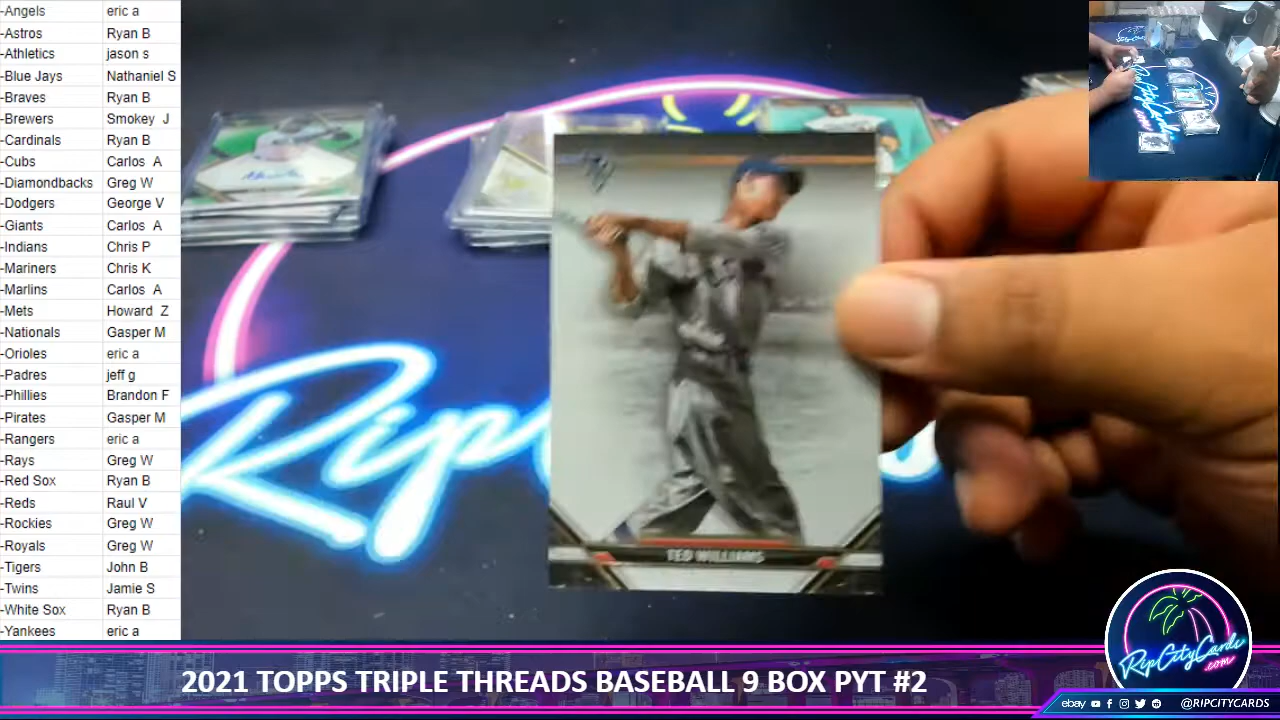 -Angels eric a
-Astros Ryan B
-Athletics jason s
-Blue Jays Nathaniel S
-Braves Ryan B
-Brewers Smokey J
-Cardinals Ryan B
-Cubs Carlos A
-Diamondbacks Greg W
-Dodgers George V
-Giants Carlos A
-Indians Chris P
-Mariners Chris K
-Marlins Carlos A
-Mets Howard Z
-Nationals Gasper M
-Orioles eric a
-Padres jeff g
-Phillies Brandon F
-Pirates Gasper M
-Rangers eric a
-Rays Greg W
-Red Sox Ryan B
-Reds Raul V
-Rockies Greg W
-Royals Greg W
-Tigers John B
-Twins Jamie S
-White Sox Ryan B
-Yankees eric a
TED WILLIAMS
Rip
RipCityCards
.com
2021 TOPPS TRIPLE THREADS BASEBALL 9 BOX PYT #2
ebay @RIPCITYCARDS